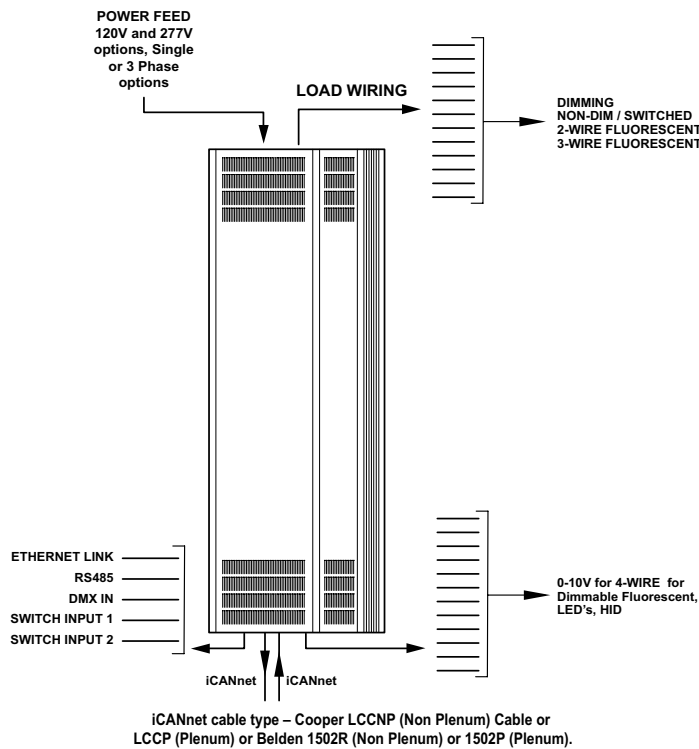 POWER FEED
120V and 277V
options, Single
or 3 Phase
options
LOAD WIRING
DIMMING
NON-DIM / SWITCHED
2-WIRE FLUORESCENT
3-WIRE FLUORESCENT
ETHERNET LINK
RS485
DMX IN
SWITCH INPUT 1
SWITCH INPUT 2
iCANnet
iCANnet
0-10V for 4-WIRE for
Dimmable Fluorescent,
LED's, HID
iCANnet cable type – Cooper LCCNP (Non Plenum) Cable or
LCCP (Plenum) or Belden 1502R (Non Plenum) or 1502P (Plenum).